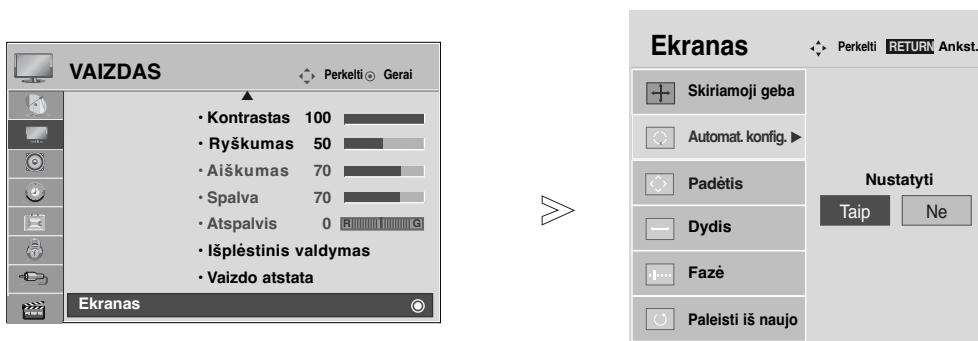 VAIZDAS
Perkelti Gerai
· Kontrastas 100
· Ryškumas 50
· Aiškumas 70
· Spalva 70
· Atspalvis 0 R G
· Išplėstinis valdymas
· Vaizdo atstata
Ekranas
Ekranas
Perkelti RETURN Ankst.
Skiriamoji geba
Automat. konfig. ►
Padėtis
Dydis
Fazė
Paleisti iš naujo
Nustatyti
Taip Ne